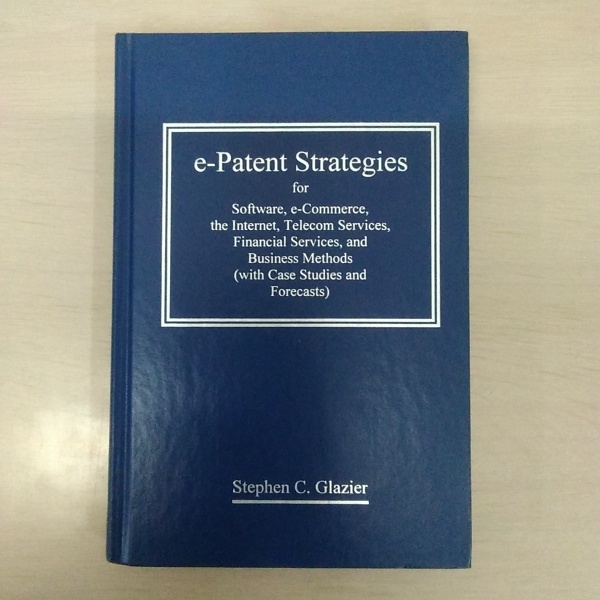 e-Patent Strategies
for
Software, e-Commerce,
the Internet, Telecom Services,
Financial Services, and
Business Methods
(with Case Studies and
Forecasts)
Stephen C. Glazier